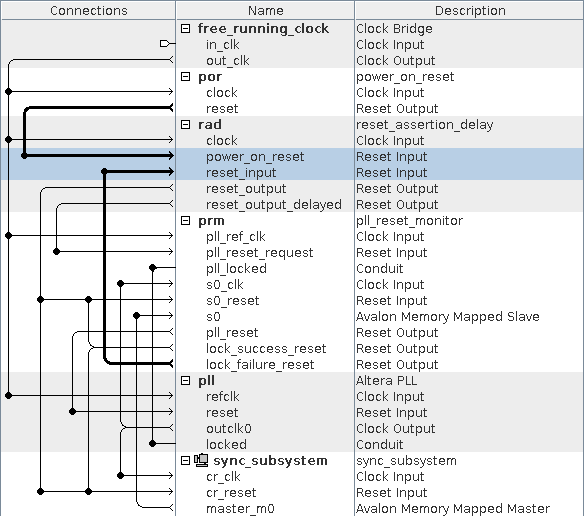 Connections Name Description
free_running_clock Clock Bridge
in_clk Clock Input
out_clk Clock Output
por power_on_reset
clock Clock Input
reset Reset Output
rad reset_assertion_delay
clock Clock Input
power_on_reset Reset Input
reset_input Reset Input
reset_output Reset Output
reset_output_delayed Reset Output
prm pll_reset_monitor
pll_ref_clk Clock Input
pll_reset_request Reset Input
pll_locked Conduit
s0_clk Clock Input
s0_reset Reset Input
s0 Avalon Memory Mapped Slave
pll_reset Reset Output
lock_success_reset Reset Output
lock_failure_reset Reset Output
pll Altera PLL
refclk Clock Input
reset Reset Input
outclk0 Clock Output
locked Conduit
sync_subsystem sync_subsystem
cr_clk Clock Input
cr_reset Reset Input
master_m0 Avalon Memory Mapped Master